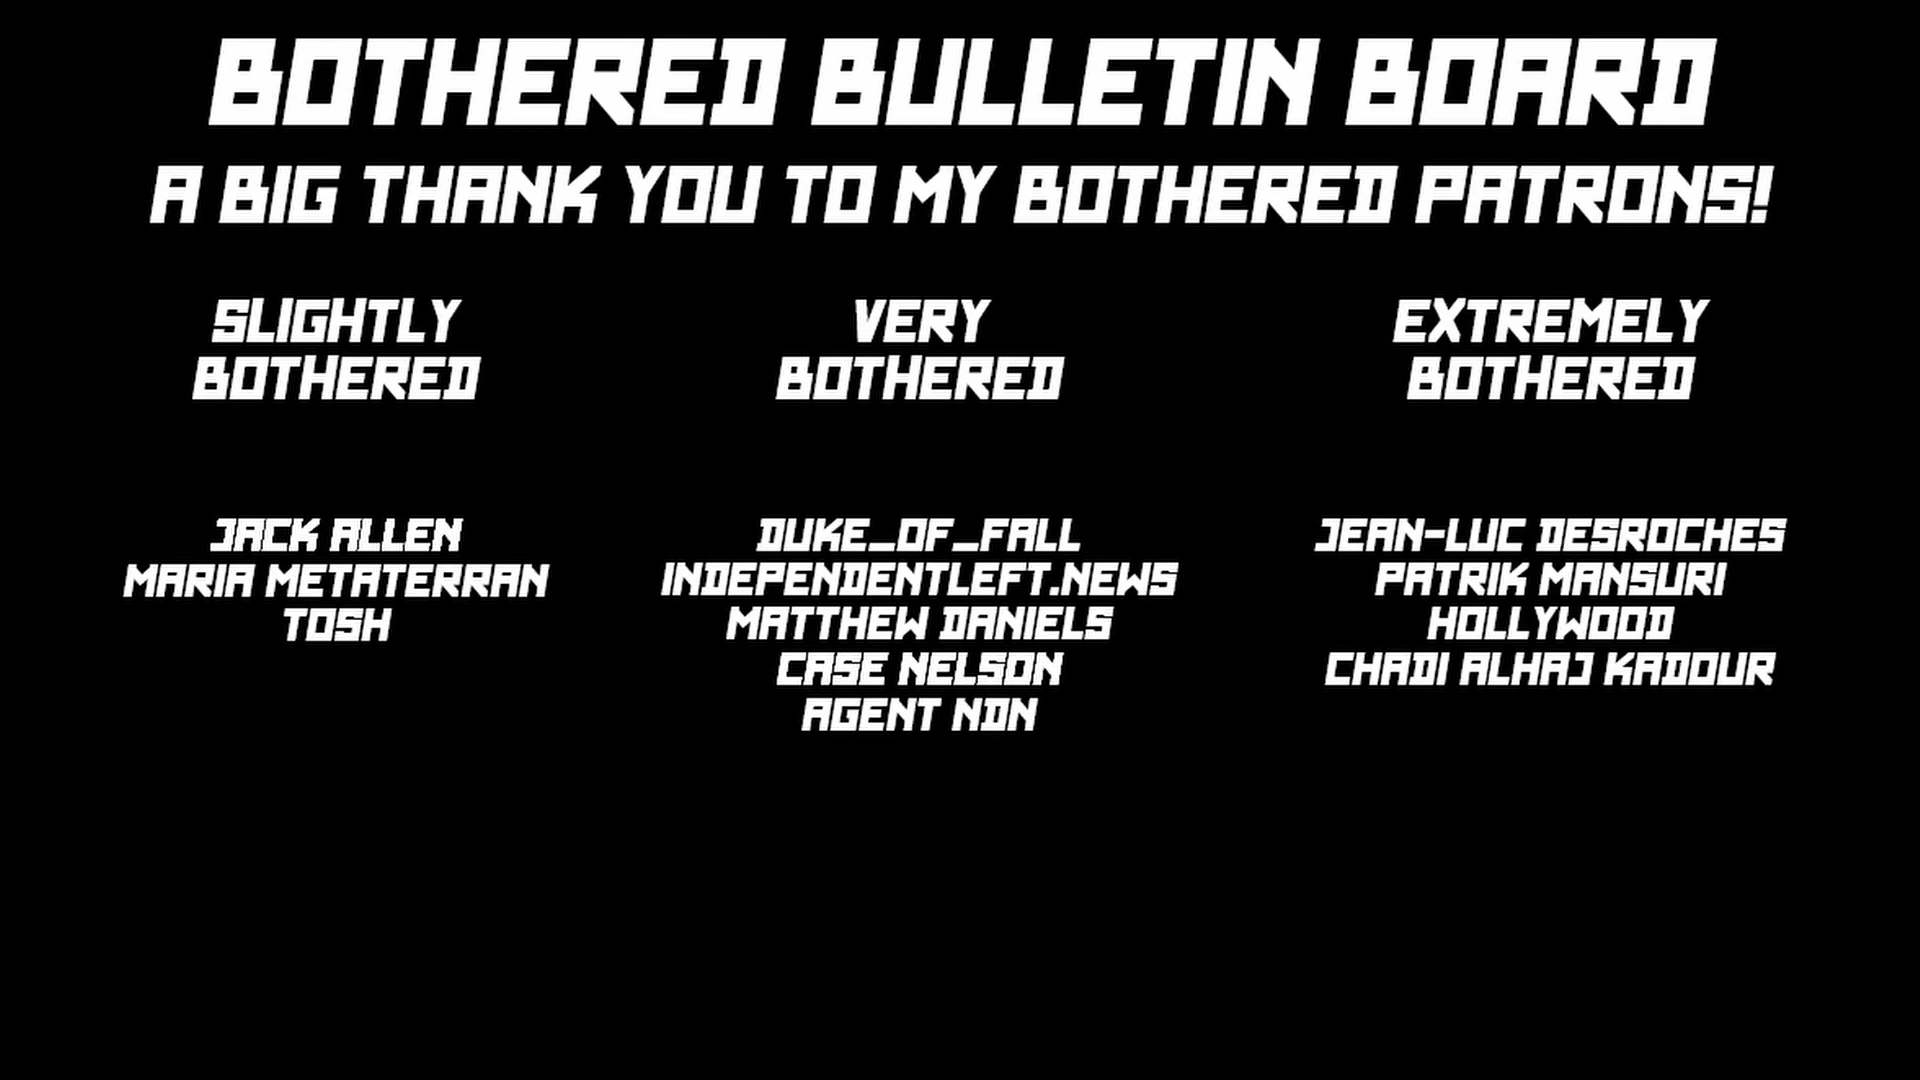 BOTHERED BULLETIN BOARD
A BIG THANK YOU TO MY BOTHERED PATRONS!
SLIGHTLY
BOTHERED
JACK ALLEN
MARIA METATERRAN
TOSH
VERY
BOTHERED
DUKE_OF_FALL
INDEPENDENTLEFT.NEWS
MATTHEW DANIELS
CASE NELSON
AGENT NDN
EXTREMELY
BOTHERED
JEAN-LUC DESROCHES
PATRIK MANSURI
HOLLYWOOD
CHADI ALHAJ KADOUR